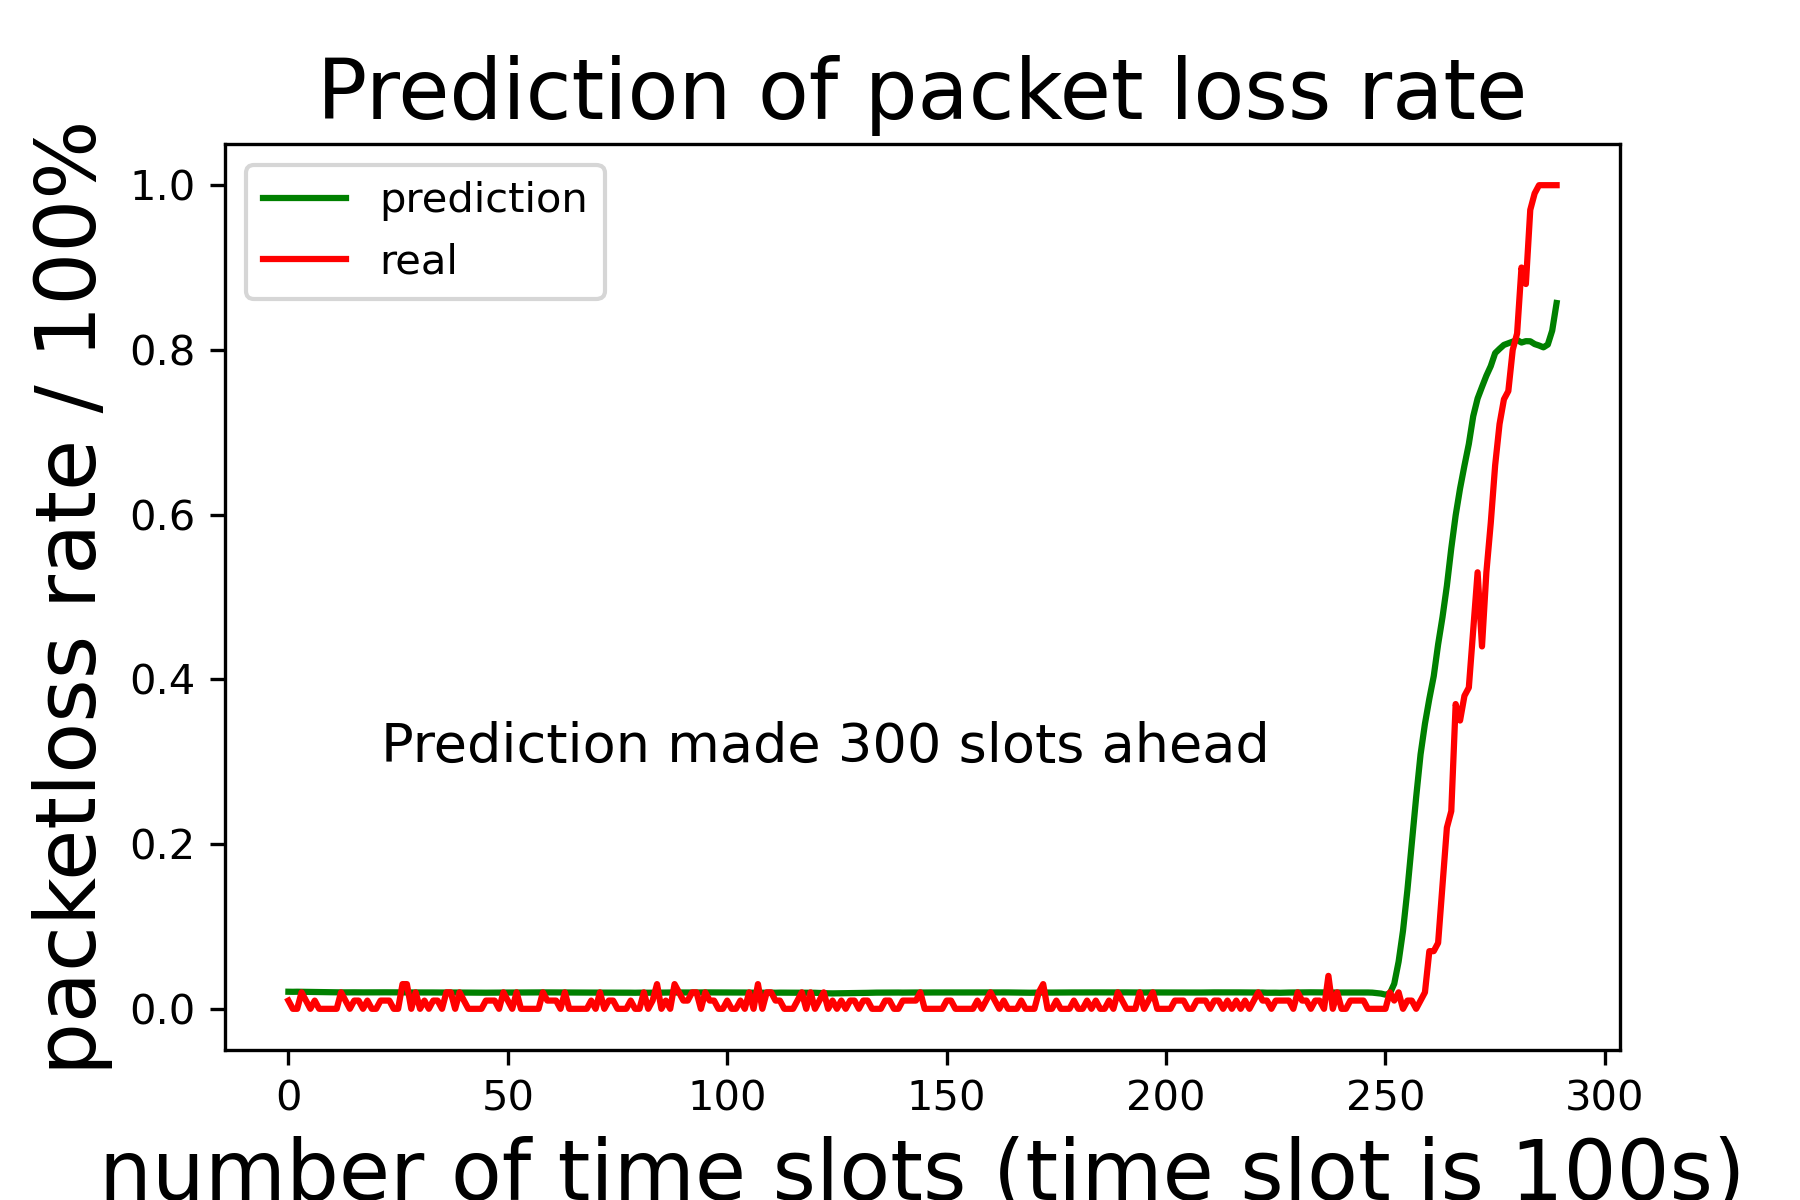 Prediction of packet loss rate
packetloss rate / 100%
1.0
0.8
0.6
0.4
0.2
0.0
prediction
real
Prediction made 300 slots ahead
0 50 100 150 200 250 300
number of time slots (time slot is 100s)